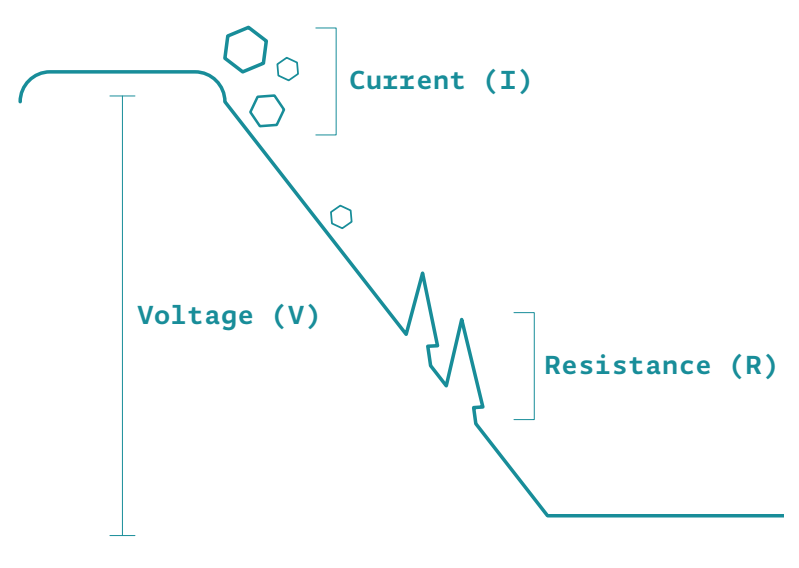 Current (I)
Voltage (V)
Resistance (R)